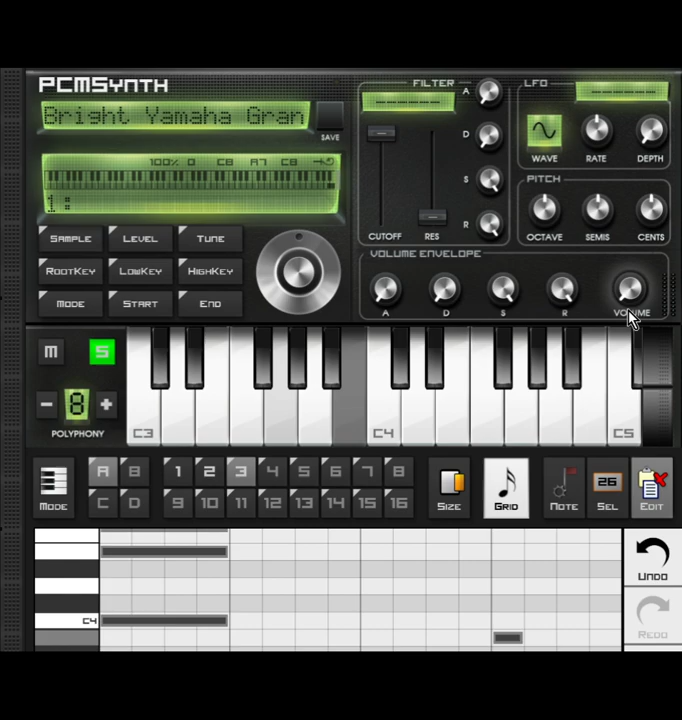 PCMSynth
FILTER
LFO
Bright Yamaha Gran
SAVE
A
D
S
R
WAVE
RATE
DEPTH
100% 0 C8 A7 C8
1:
CUTOFF
RES
PITCH
OCTAVE
SEMIS
CENTS
SAMPLE
LEVEL
TUNE
ROOTKEY
LOWKEY
HIGHKEY
MODE
START
END
VOLUME ENVELOPE
A
D
S
R
VOLUME
M
S
- 8 +
POLYPHONY
C3
C4
C5
MODE
A B 1 2 3 4 5 6 7 8
C D 9 10 11 12 13 14 15 16
SIZE
GRID
NOTE
26
SEL
EDIT
C4
UNDO
REDO